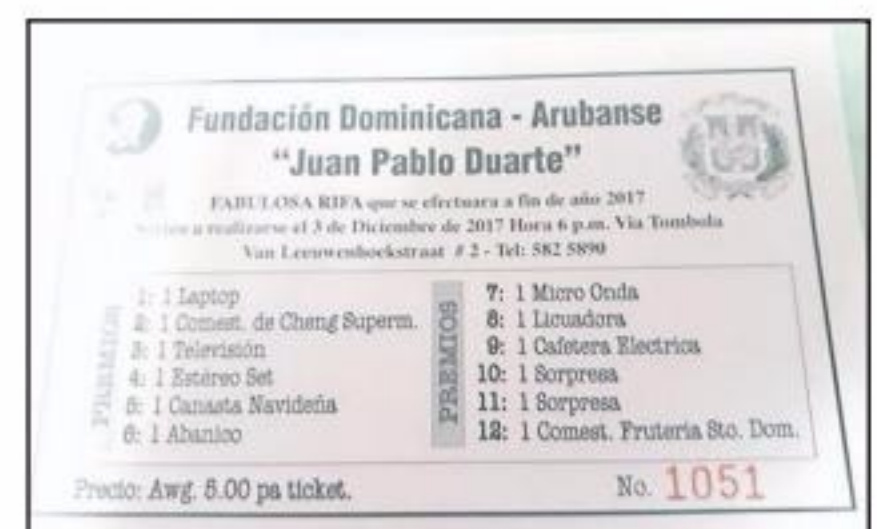 Fundación Dominicana - Arubanse
"Juan Pablo Duarte"
FABULOSA RIFA que se efectuara a fin de año 2017
a realizarse el 3 de Diciembre de 2017 Hora 6 p.m. Via Tombola
Van Leeuwenhoekstraat # 2 - Tel: 582 5890
PREMIOS
1: 1 Laptop
2: 1 Comest. de Cheng Superm.
3: 1 Televisión
4: 1 Estéreo Set
5: 1 Canasta Navideña
6: 1 Abanico
PREMIOS
7: 1 Micro Onda
8: 1 Licuadora
9: 1 Cafetera Electrica
10: 1 Sorpresa
11: 1 Sorpresa
12: 1 Comest. Fruteria Sto. Dom.
Precio: Awg. 5.00 pa ticket.
No. 1051